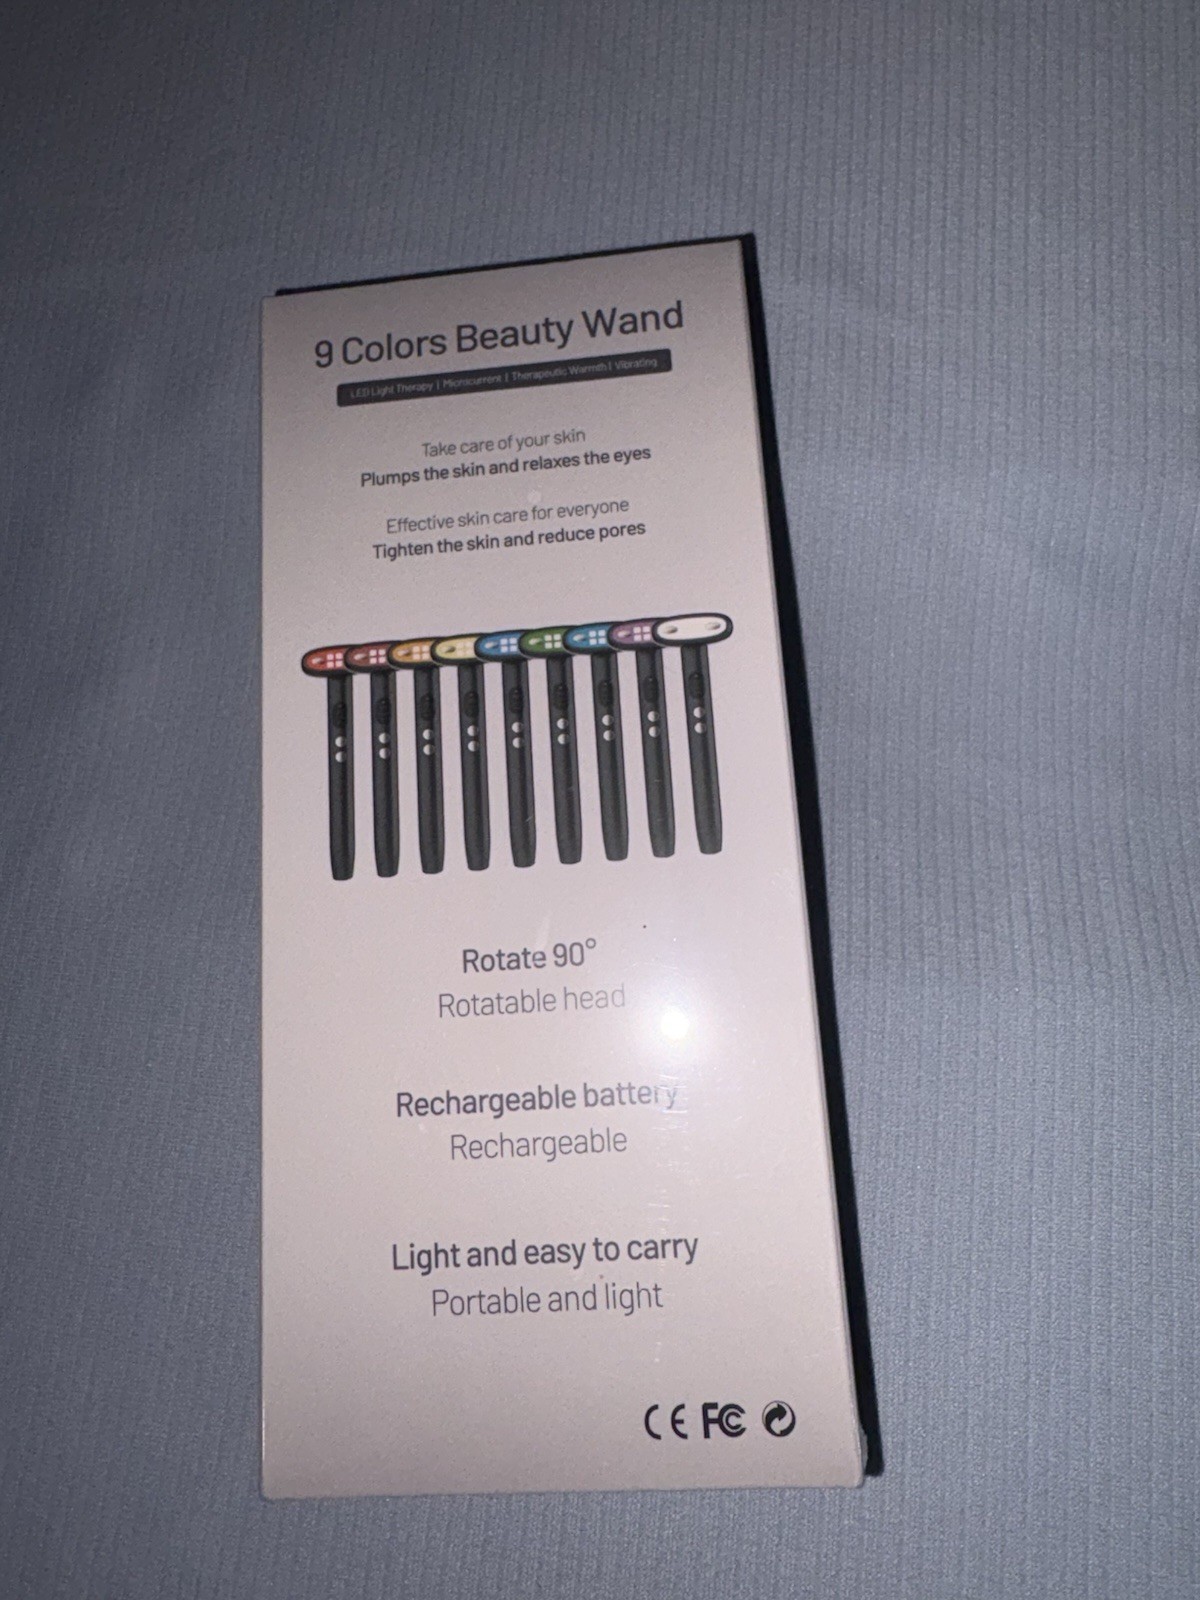 9 Colors Beauty Wand
LED Light Therapy | Microcurrent | Therapeutic Warmth | Vibrating
Take care of your skin
Plumps the skin and relaxes the eyes
Effective skin care for everyone
Tighten the skin and reduce pores
Rotate 90°
Rotatable head
Rechargeable battery
Rechargeable
Light and easy to carry
Portable and light
CE FC